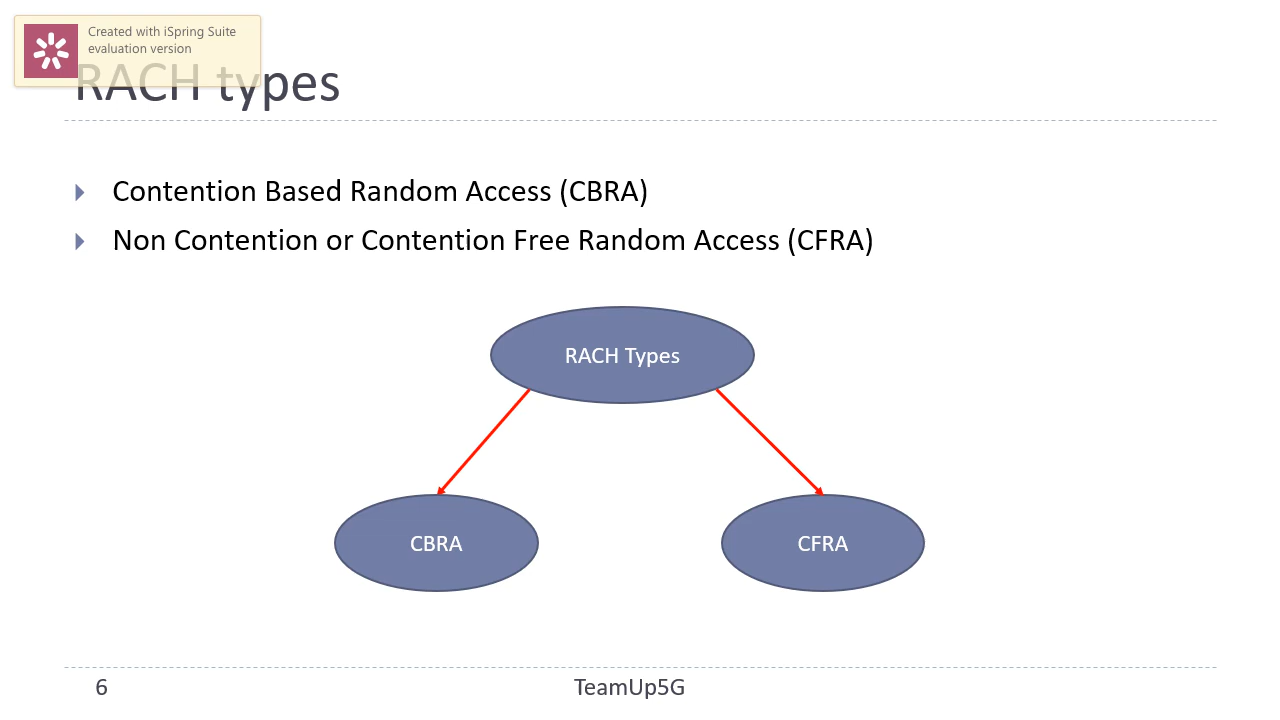 Created with iSpring Suite
evaluation version
RACH types
Contention Based Random Access (CBRA)
Non Contention or Contention Free Random Access (CFRA)
RACH Types
CBRA
CFRA
6
TeamUp5G